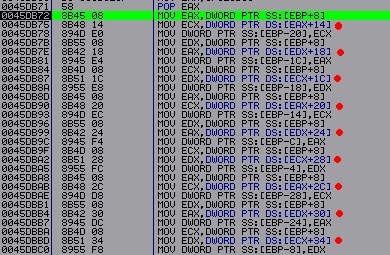 0045DB71 58 POP EAX
0045DB72 8B45 08 MOV EAX,DWORD PTR SS:[EBP+8]
0045DB75 8B48 14 MOV ECX,DWORD PTR DS:[EAX+14]
0045DB78 894D E0 MOV DWORD PTR SS:[EBP-20],ECX
0045DB7B 8B55 08 MOV EDX,DWORD PTR SS:[EBP+8]
0045DB7E 8B42 18 MOV EAX,DWORD PTR DS:[EDX+18]
0045DB81 8945 E4 MOV DWORD PTR SS:[EBP-1C],EAX
0045DB84 8B4D 08 MOV ECX,DWORD PTR SS:[EBP+8]
0045DB87 8B51 1C MOV EDX,DWORD PTR DS:[ECX+1C]
0045DB8A 8955 E8 MOV DWORD PTR SS:[EBP-18],EDX
0045DB8D 8B45 08 MOV EAX,DWORD PTR SS:[EBP+8]
0045DB90 8B48 20 MOV ECX,DWORD PTR DS:[EAX+20]
0045DB93 894D EC MOV DWORD PTR SS:[EBP-14],ECX
0045DB96 8B55 08 MOV EDX,DWORD PTR SS:[EBP+8]
0045DB99 8B42 24 MOV EAX,DWORD PTR DS:[EDX+24]
0045DB9C 8945 F4 MOV DWORD PTR SS:[EBP-C],EAX
0045DB9F 8B4D 08 MOV ECX,DWORD PTR SS:[EBP+8]
0045DBA2 8B51 28 MOV EDX,DWORD PTR DS:[ECX+28]
0045DBA5 8955 FC MOV DWORD PTR SS:[EBP-4],EDX
0045DBA8 8B45 08 MOV EAX,DWORD PTR SS:[EBP+8]
0045DBAB 8B48 2C MOV ECX,DWORD PTR DS:[EAX+2C]
0045DBAE 894D D8 MOV DWORD PTR SS:[EBP-28],ECX
0045DBB1 8B55 08 MOV EDX,DWORD PTR SS:[EBP+8]
0045DBB4 8B42 30 MOV EAX,DWORD PTR DS:[EDX+30]
0045DBB7 8945 DC MOV DWORD PTR SS:[EBP-24],EAX
0045DBBA 8B4D 08 MOV ECX,DWORD PTR SS:[EBP+8]
0045DBBD 8B51 34 MOV EDX,DWORD PTR DS:[ECX+34]
0045DBC0 8955 F8 MOV DWORD PTR SS:[EBP-8],EDX